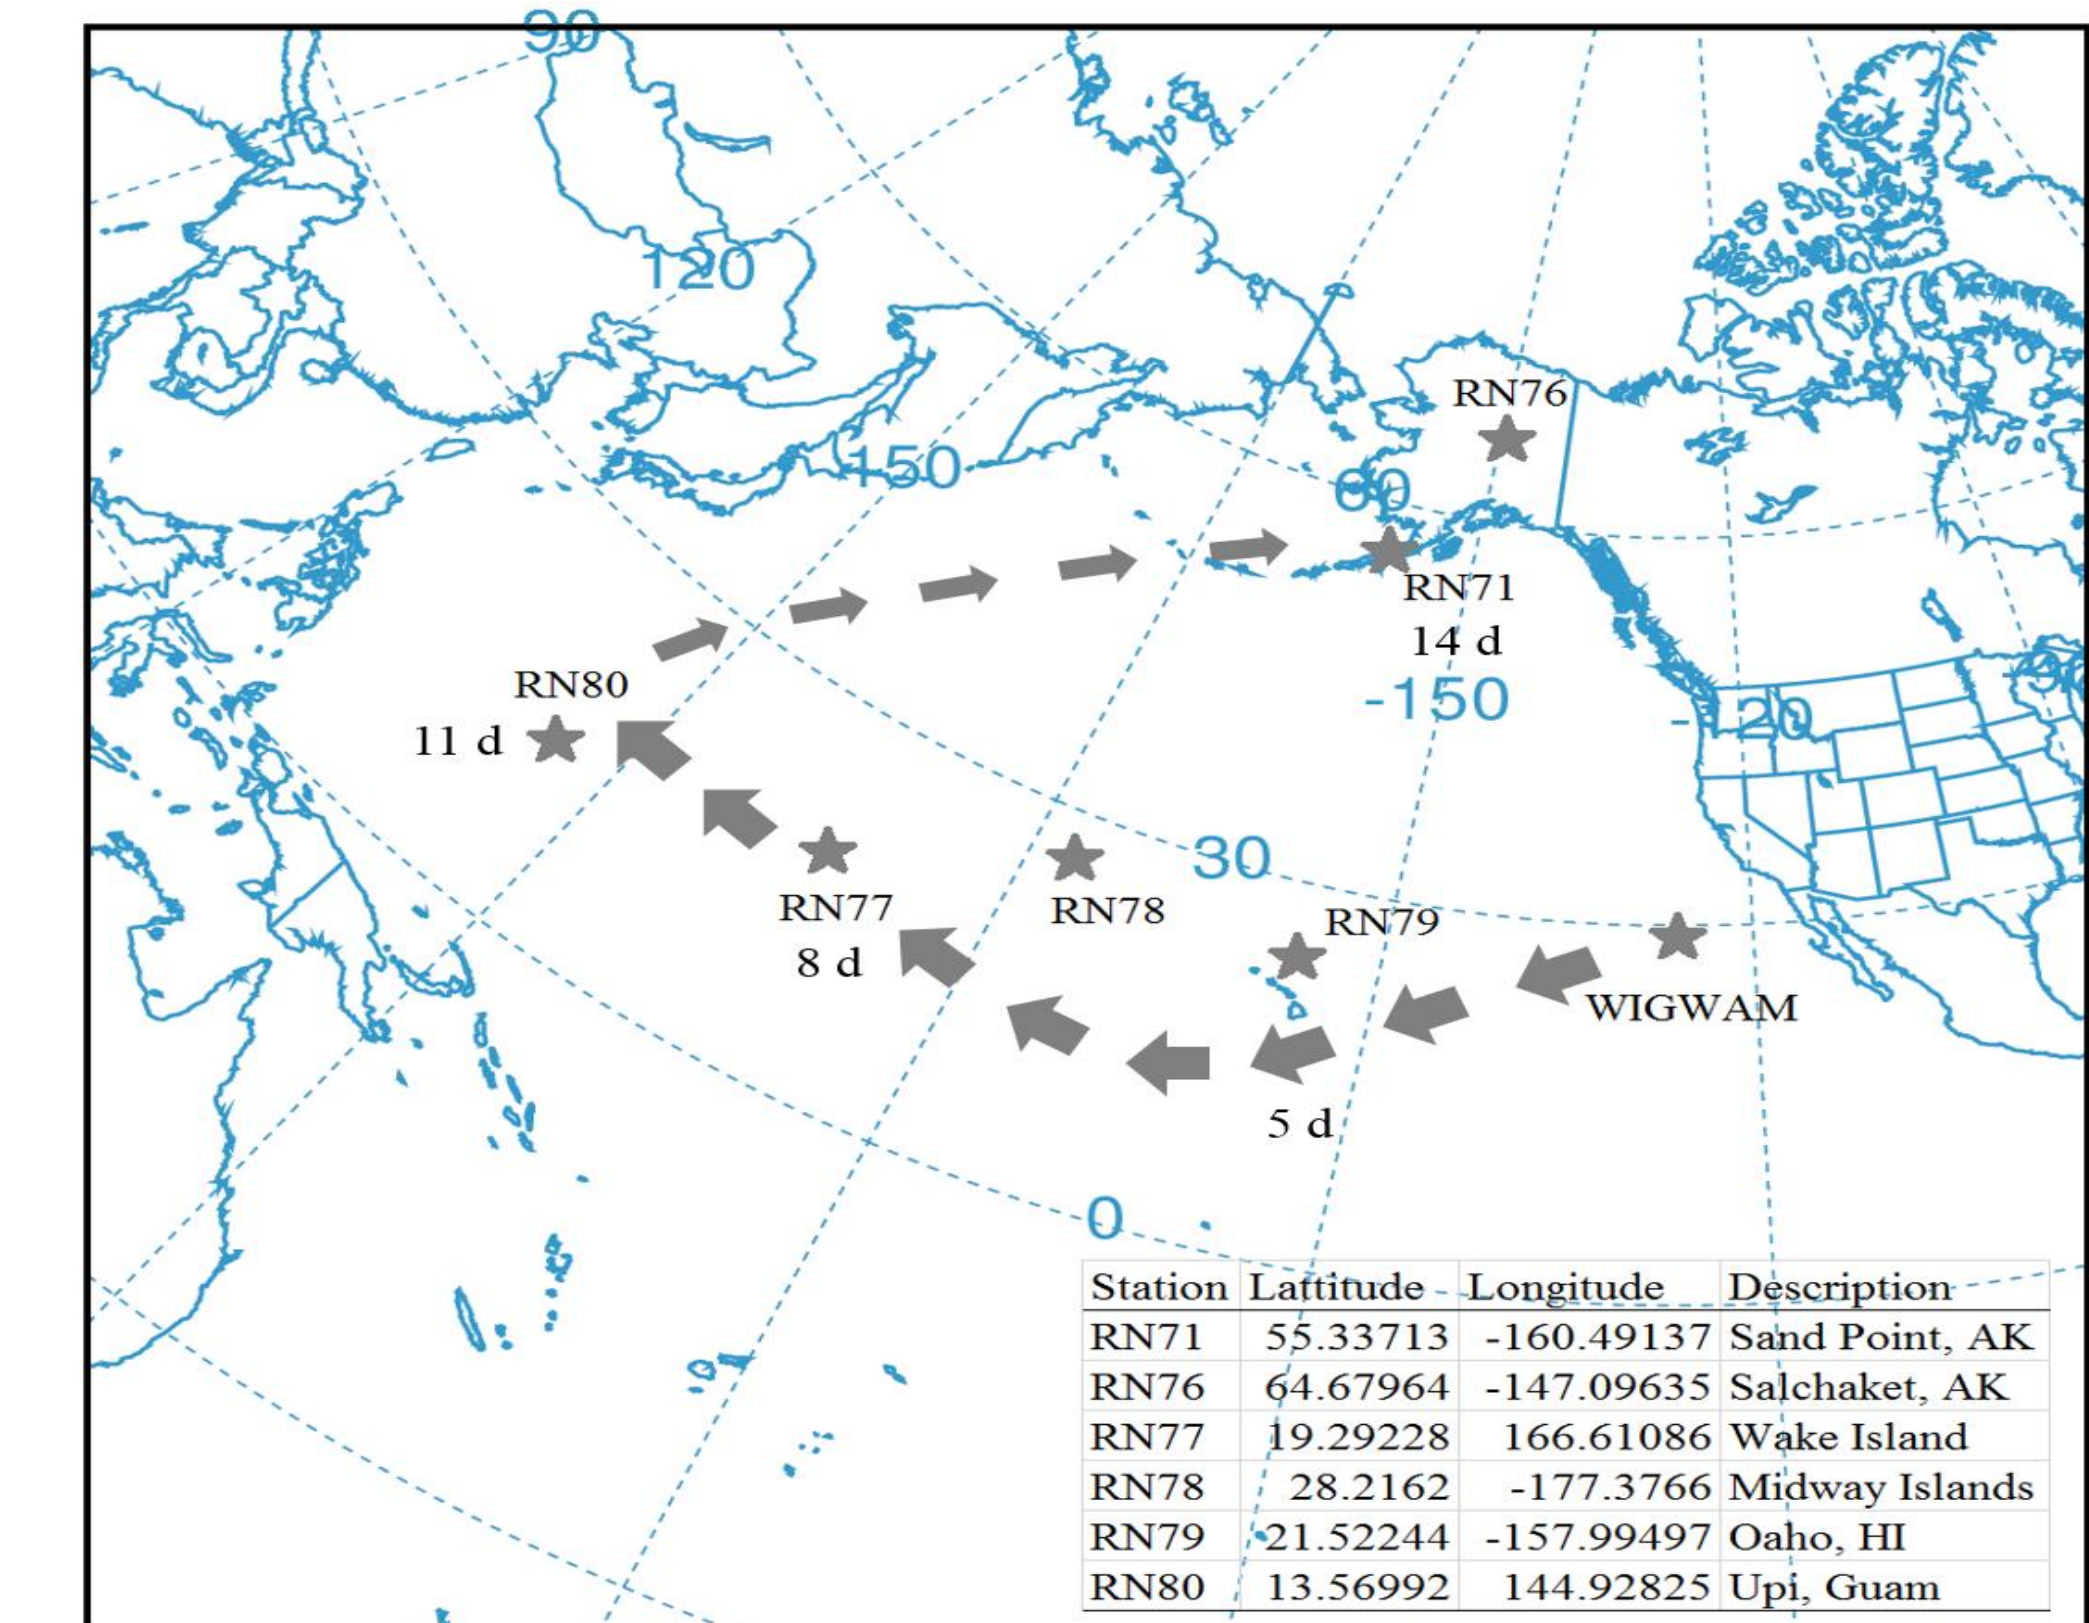 90
120
RN76
150
60
RN71
14 d
-150
-120
RN80
11 d
30
RN77
8 d
RN78
RN79
WIGWAM
5 d
0
Station Lattitude Longitude Description
RN71 55.33713 -160.49137 Sand Point, AK
RN76 64.67964 -147.09635 Salchaket, AK
RN77 19.29228 166.61086 Wake Island
RN78 28.2162 -177.3766 Midway Islands
RN79 21.52244 -157.99497 Oaho, HI
RN80 13.56992 144.92825 Upi, Guam